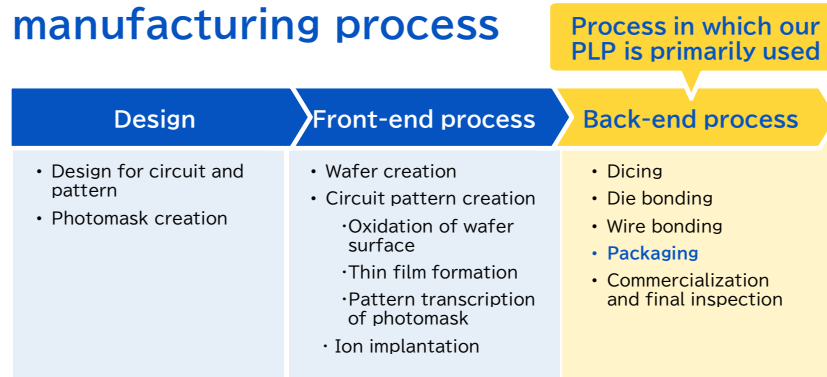 manufacturing process
Process in which our
PLP is primarily used
Design
Front-end process
Back-end process
• Design for circuit and
pattern
• Photomask creation
• Wafer creation
• Circuit pattern creation
・Oxidation of wafer
surface
・Thin film formation
・Pattern transcription
of photomask
・Ion implantation
• Dicing
• Die bonding
• Wire bonding
• Packaging
• Commercialization
and final inspection